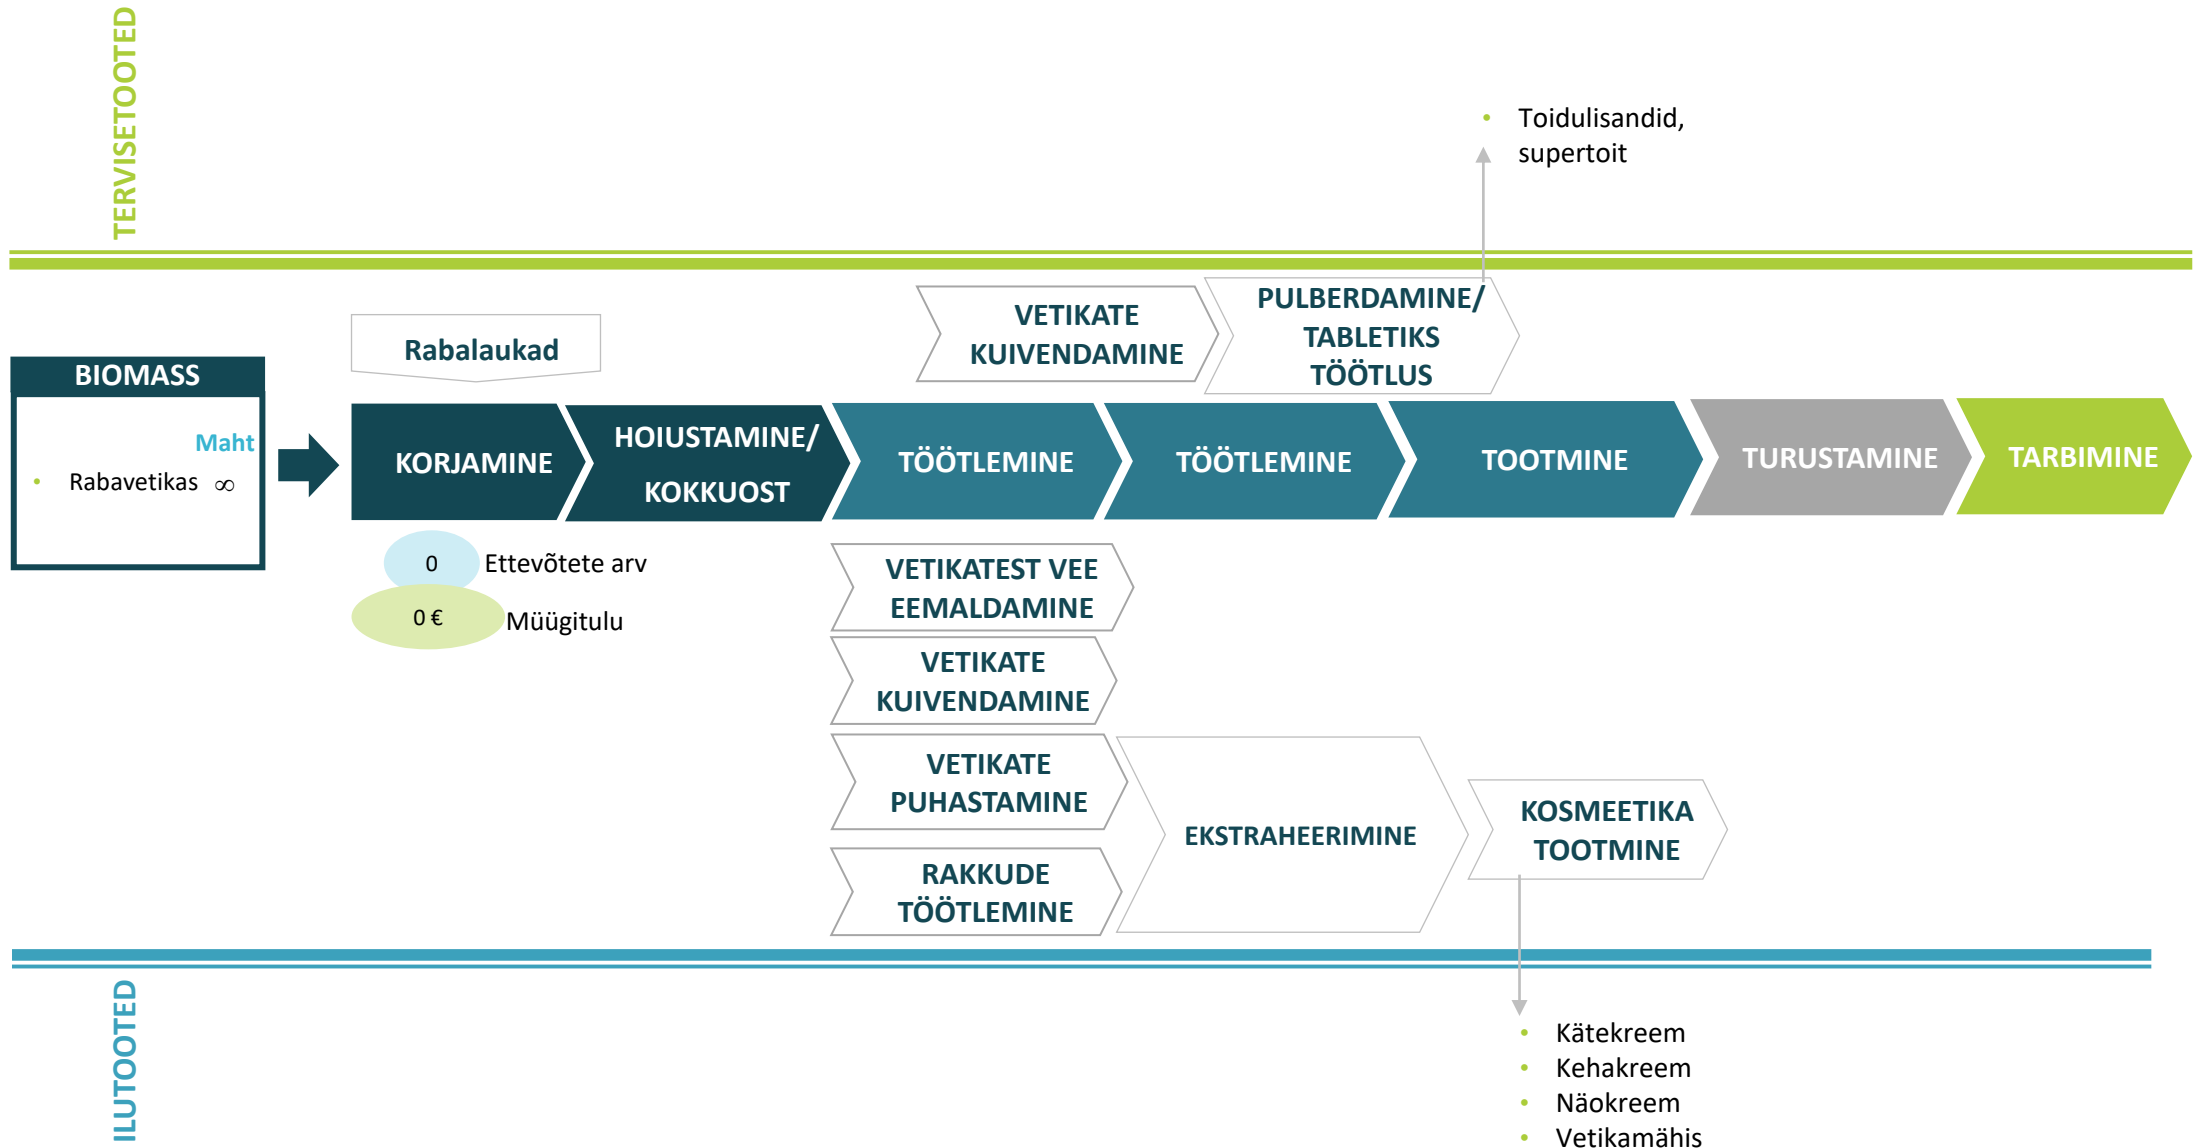 TERVISETOOTED
• Toidulisandid,
supertoit
VETIKATE
KUIVENDAMINE
PULBERDAMINE/
TABLETIKS
TÖÖTLUS
Rabalaukad
BIOMASS
Maht
• Rabavetikas ∞
KORJAMINE
HOIUSTAMINE/
KOKKUOST
TÖÖTLEMINE
TÖÖTLEMINE
TOOTMINE
TURUSTAMINE
TARBIMINE
0 Ettevõtete arv
0 € Müügitulu
VETIKATEST VEE
EEMALDAMINE
VETIKATE
KUIVENDAMINE
VETIKATE
PUHASTAMINE
RAKKUDE
TÖÖTLEMINE
EKSTRAHEERIMINE
KOSMEETIKA
TOOTMINE
ILUTOOTED
• Kätekreem
• Kehakreem
• Näokreem
• Vetikamähis